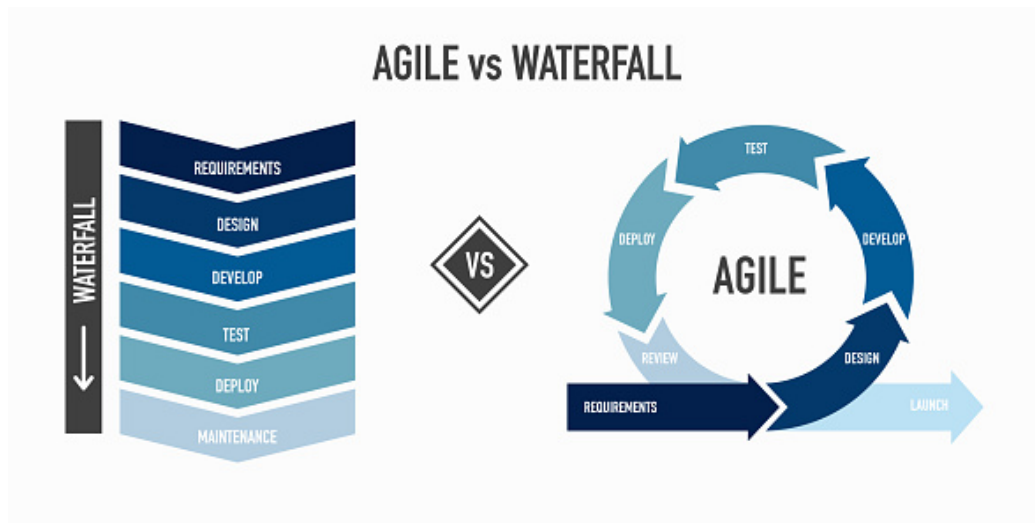 AGILE vs WATERFALL
WATERFALL
REQUIREMENTS
DESIGN
DEVELOP
TEST
DEPLOY
MAINTENANCE
VS
AGILE
REQUIREMENTS
DESIGN
DEVELOP
TEST
DEPLOY
REVIEW
LAUNCH